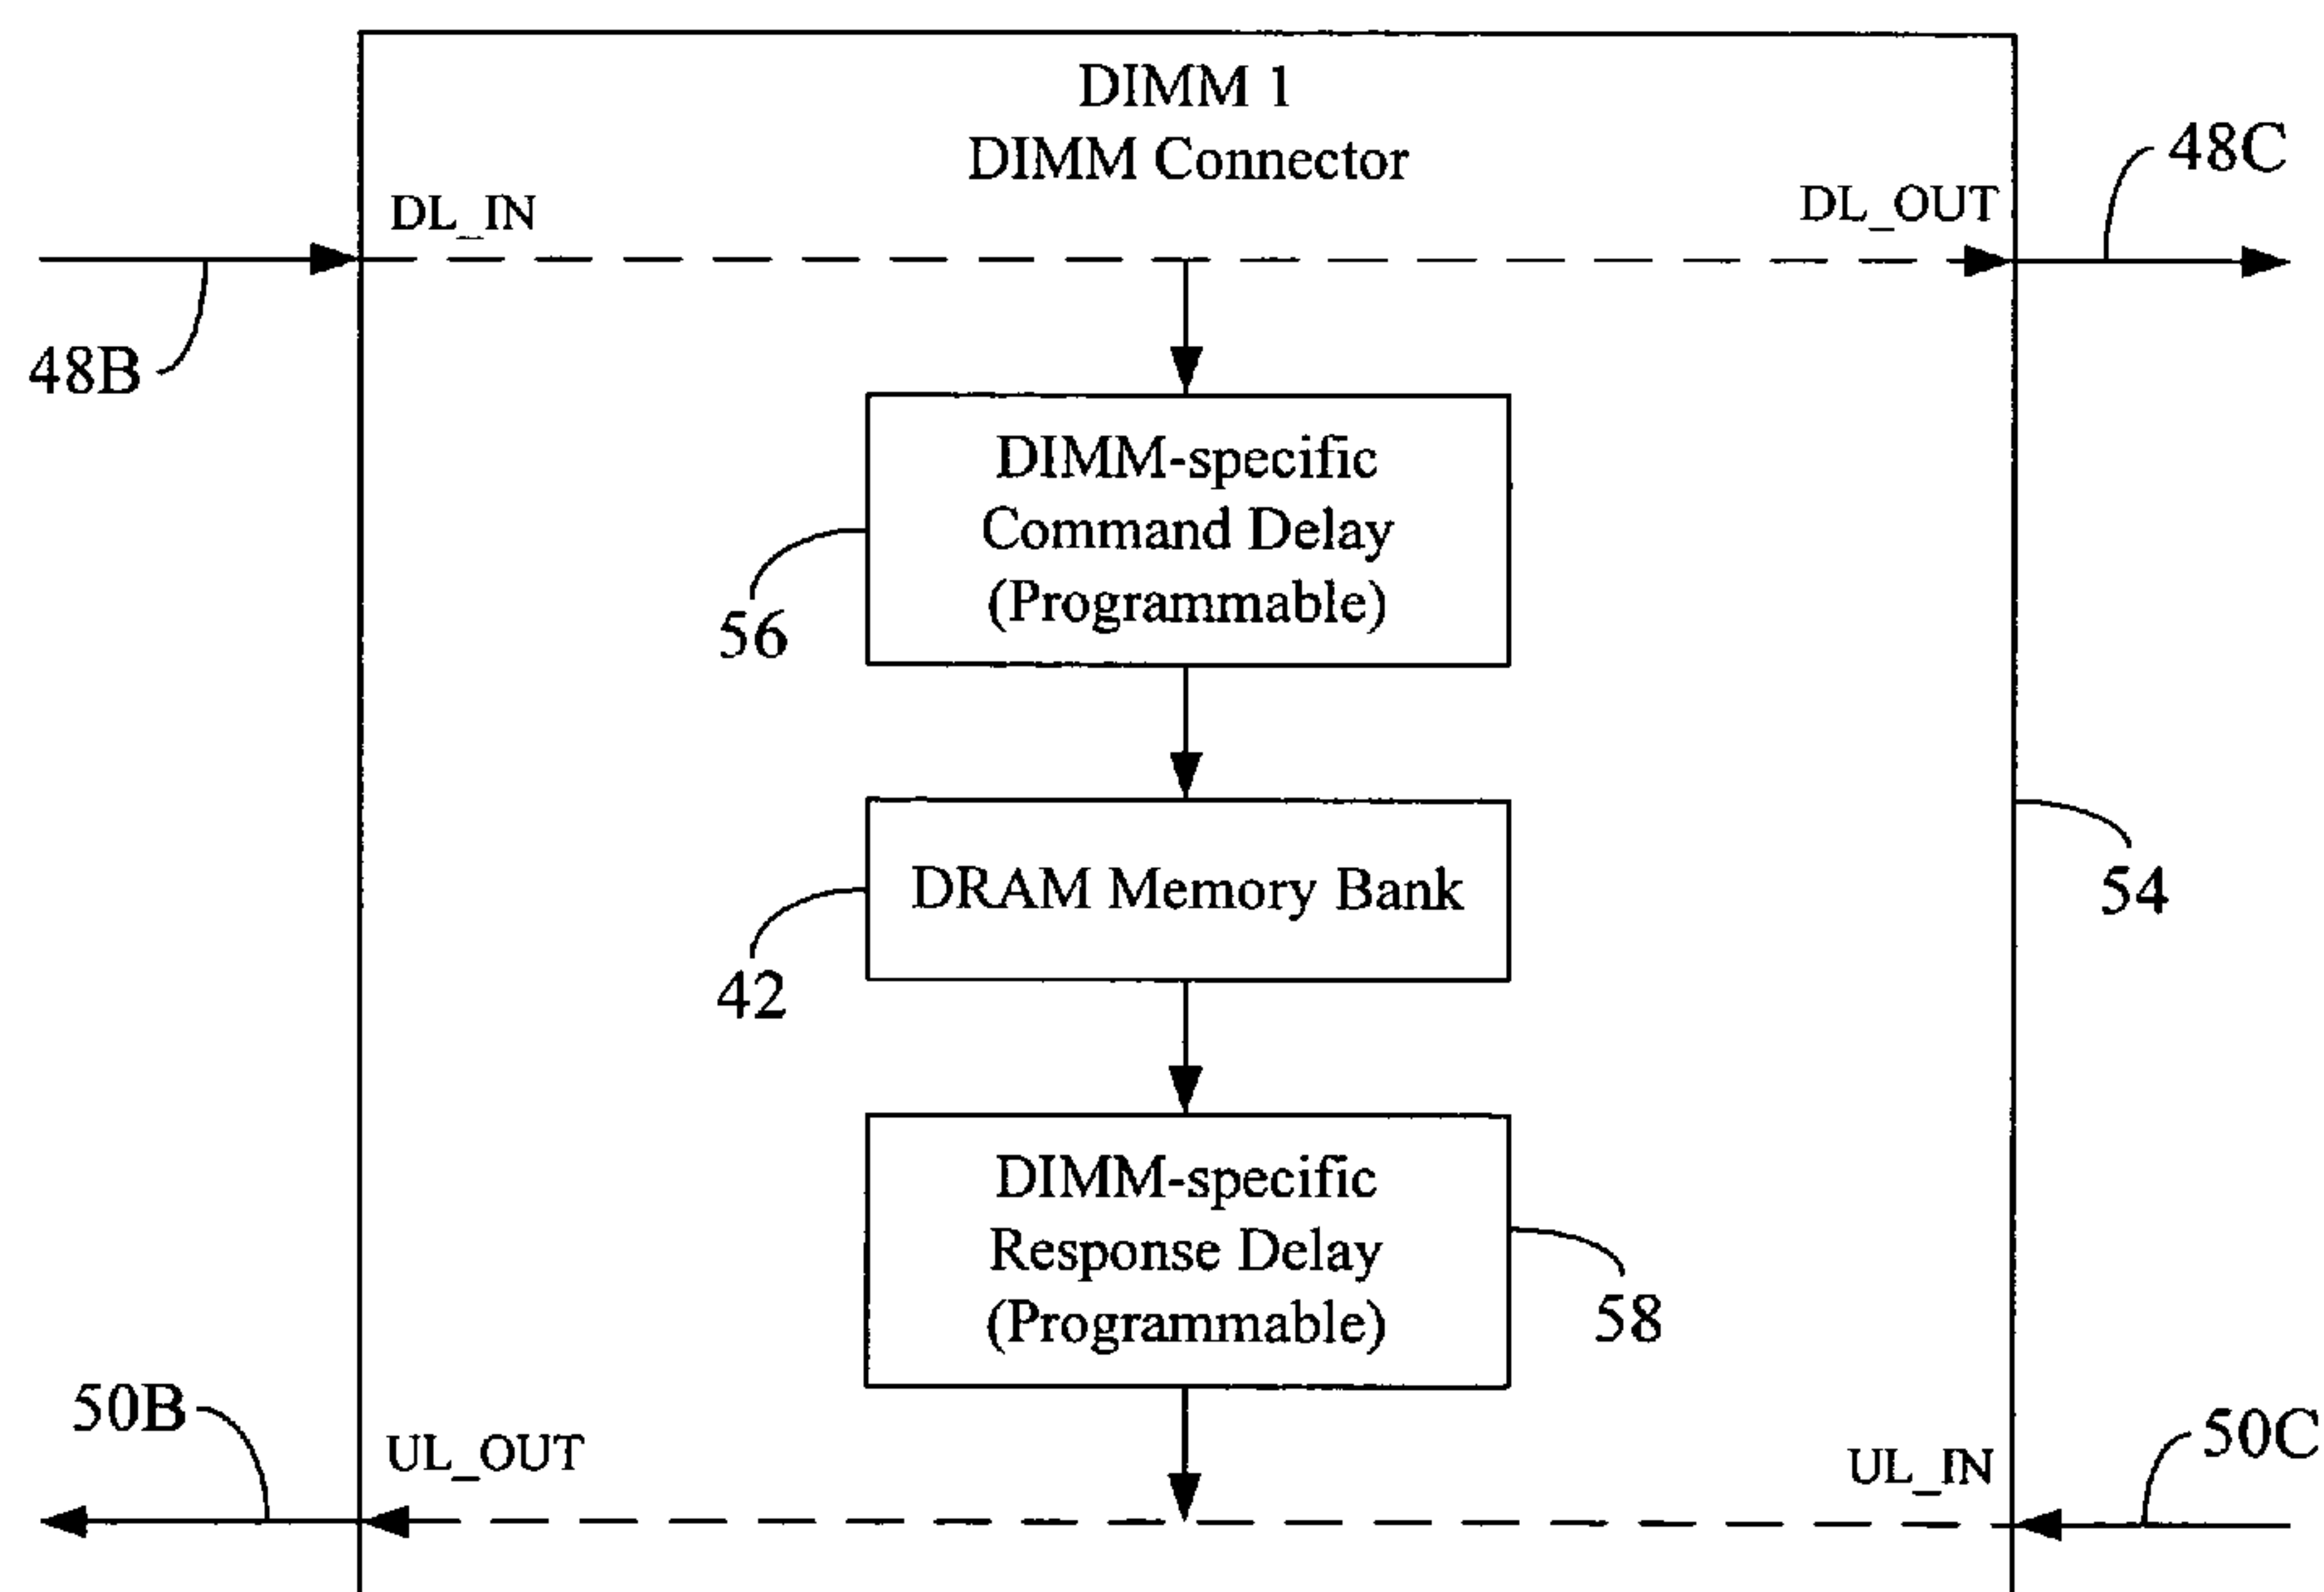 DIMM 1
DIMM Connector
48C
DL_IN
DL_OUT
48B
DIMM-specific
Command Delay
(Programmable)
56
DRAM Memory Bank
54
42
DIMM-specific
Response Delay
(Programmable)
58
50B
50C
UL_OUT
UL_IN